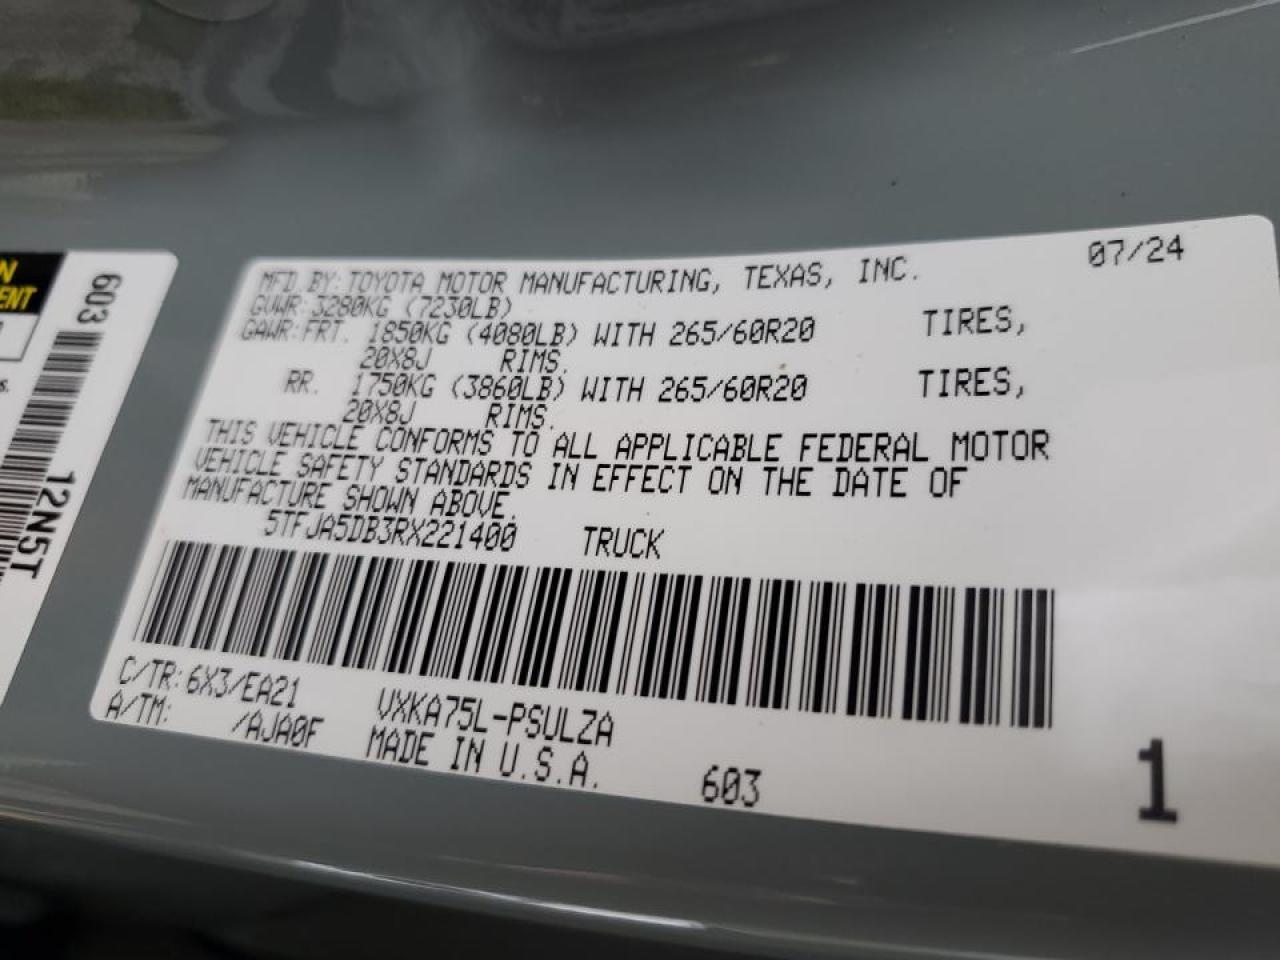 N
ENT
s.
603
12N5T
07/24
MFD. BY: TOYOTA MOTOR MANUFACTURING, TEXAS, INC.
GVWR: 3280KG (7230LB)
GAWR: FRT. 1850KG (4080LB) WITH 265/60R20 TIRES,
20X8J RIMS.
RR. 1750KG (3860LB) WITH 265/60R20 TIRES,
20X8J RIMS.
THIS VEHICLE CONFORMS TO ALL APPLICABLE FEDERAL MOTOR
VEHICLE SAFETY STANDARDS IN EFFECT ON THE DATE OF
MANUFACTURE SHOWN ABOVE.
5TFJA5DB3RX221400 TRUCK
C/TR: 6X3/EA21 VXKA75L-PSULZA
A/TM: /AJA0F MADE IN U.S.A. 603
1